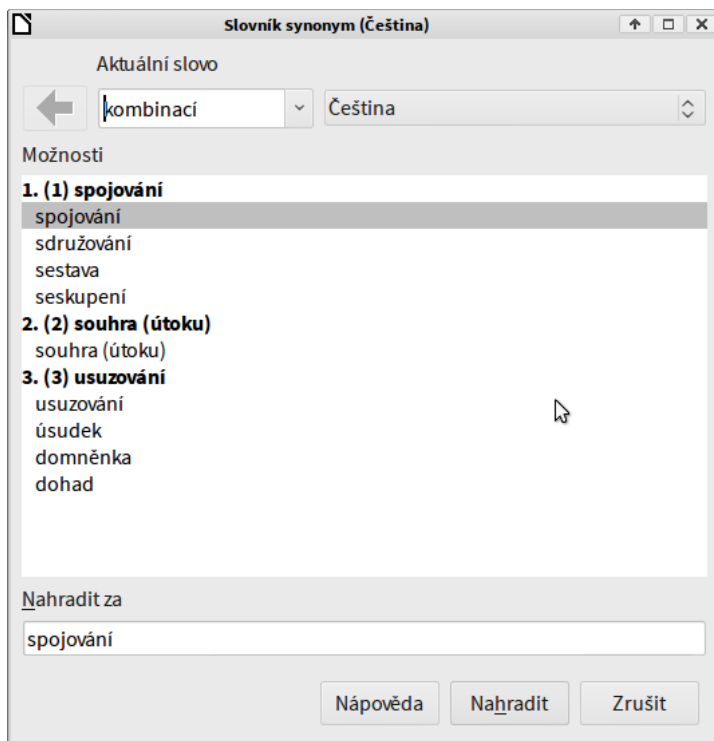 Slovník synonym (Čeština)
Aktuální slovo
kombinací
Čeština
Možnosti
1. (1) spojování
spojování
sdružování
sestava
seskupení
2. (2) souhra (útoku)
souhra (útoku)
3. (3) usuzování
usuzování
úsudek
domněnka
dohad
Nahradit za
spojování
Nápověda Nahradit Zrušit